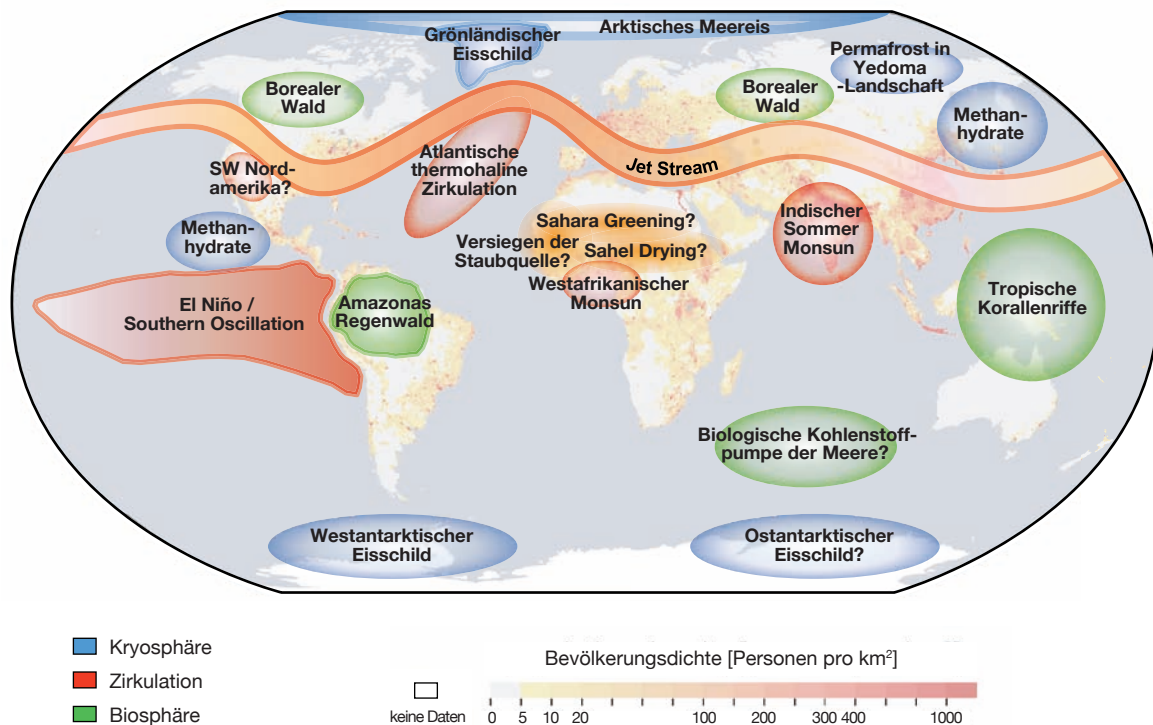 Arktisches Meereis
Grönländischer
Eisschild
Permafrost in
Yedoma
-Landschaft
Borealer
Wald
Borealer
Wald
Methan-
hydrate
Atlantische
thermohaline
Zirkulation
Jet Stream
SW Nord-
amerika?
Methan-
hydrate
Sahara Greening?
Versiegen der
Staubquelle?
Sahel Drying?
Westafrikanischer
Monsun
Indischer
Sommer
Monsun
Tropische
Korallenriffe
El Niño /
Southern Oscillation
Amazonas
Regenwald
Biologische Kohlenstoff-
pumpe der Meere?
Westantarktischer
Eisschild
Ostantarktischer
Eisschild?
Kryosphäre
Zirkulation
Biosphäre
Bevölkerungsdichte [Personen pro km²]
keine Daten
0 5 10 20 100 200 300 400 1000